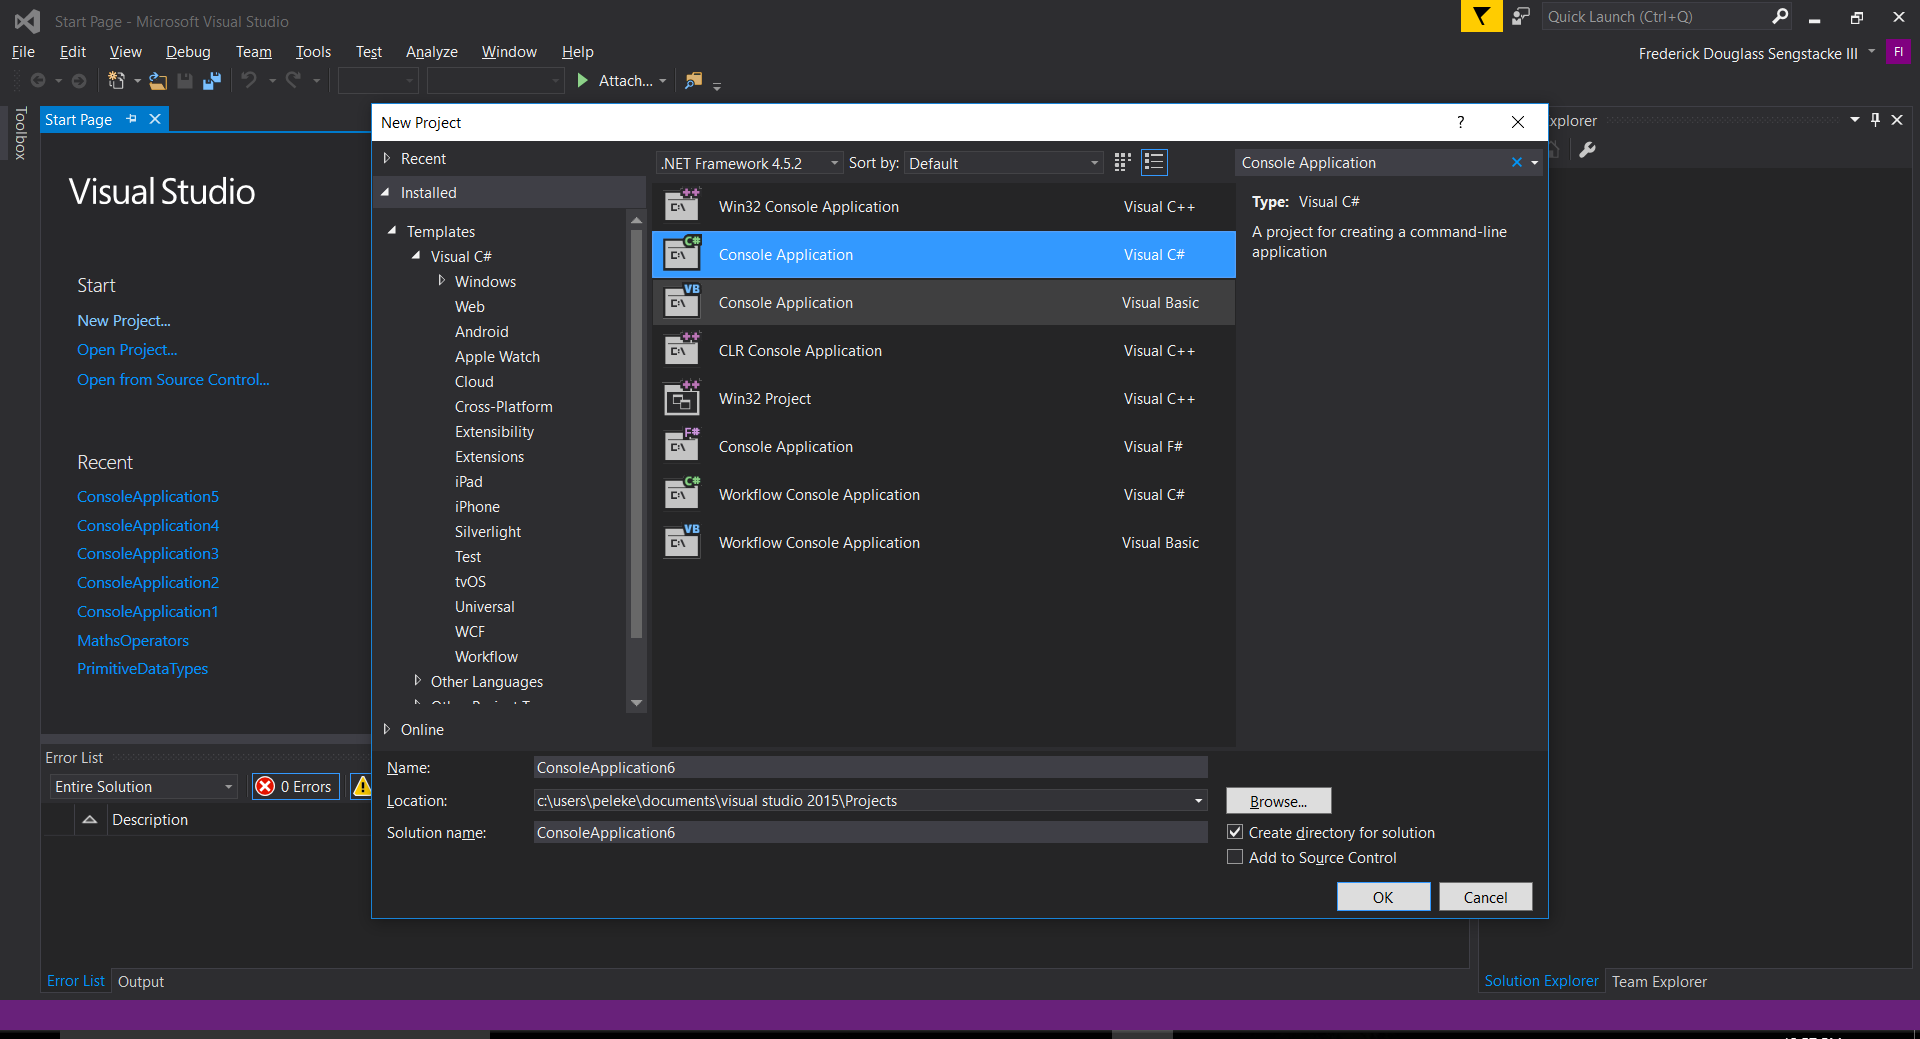 Start Page - Microsoft Visual Studio
Quick Launch (Ctrl+Q)
File Edit View Debug Team Tools Test Analyze Window Help
Frederick Douglass Sengstacke III
FI
Attach...
Toolbox
Start Page
Visual Studio
Start
New Project...
Open Project...
Open from Source Control...
Recent
ConsoleApplication5
ConsoleApplication4
ConsoleApplication3
ConsoleApplication2
ConsoleApplication1
MathsOperators
PrimitiveDataTypes
New Project
?
Recent
Installed
Templates
Visual C#
Windows
Web
Android
Apple Watch
Cloud
Cross-Platform
Extensibility
Extensions
iPad
iPhone
Silverlight
Test
tvOS
Universal
WCF
Workflow
Other Languages
Online
.NET Framework 4.5.2 Sort by: Default
Console Application
++ C:\ Win32 Console Application Visual C++
C# C:\ Console Application Visual C#
VB C:\ Console Application Visual Basic
++ C:\ CLR Console Application Visual C++
++ Win32 Project Visual C++
F# C:\ Console Application Visual F#
C# C:\ Workflow Console Application Visual C#
VB C:\ Workflow Console Application Visual Basic
Type: Visual C#
A project for creating a command-line
application
Name: ConsoleApplication6
Location: c:\users\peleke\documents\visual studio 2015\Projects
Browse...
Solution name: ConsoleApplication6
Create directory for solution
Add to Source Control
OK Cancel
xplorer
Error List
Entire Solution
0 Errors
Description
Error List Output
Solution Explorer Team Explorer